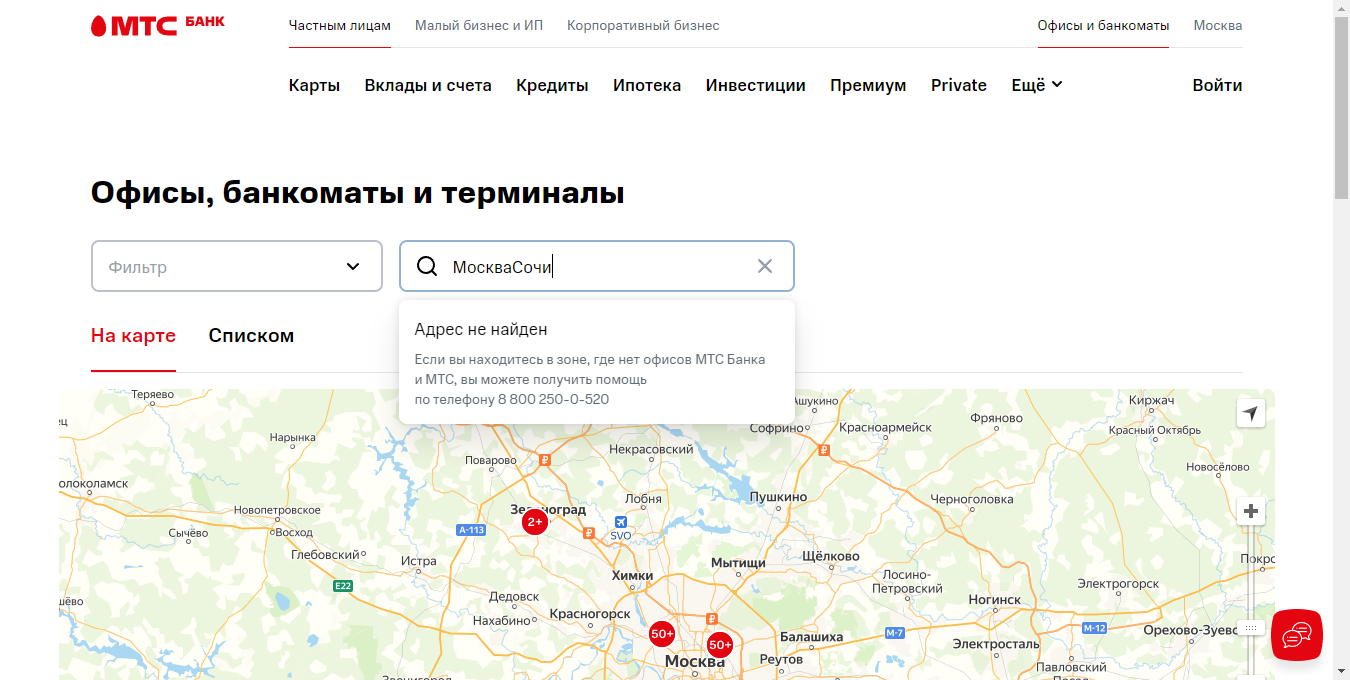 МТС БАНК
Частным лицам Малый бизнес и ИП Корпоративный бизнес Офисы и банкоматы Москва
Карты Вклады и счета Кредиты Ипотека Инвестиции Премиум Private Ещё Войти
Офисы, банкоматы и терминалы
Фильтр
МоскваСочи
На карте Списком
Адрес не найден
Если вы находитесь в зоне, где нет офисов МТС Банка
и МТС, вы можете получить помощь
по телефону 8 800 250-0-520
Теряево
Ашукино
Киржач
Фряново
Софрино
Красноармейск
Красный Октябрь
Нарынка
Некрасовский
Поварово
Новосёлово
олоколамск
Лобня
Пушкино
Черноголовка
Новопетровское
2+
A-113
SVO
Сычёво
Восход
Глебовский
Истра
Мытищи
Щёлково
Химки
Лосино-
Петровский
Электрогорск
E22
Дедовск
Ногинск
шёво
Красногорск
Нахабино
50+
50+
Балашиха
М-7
М-12
Орехово-Зуевс
Электросталь
Москва
Реутов
Павловский
Посад
Звенигород